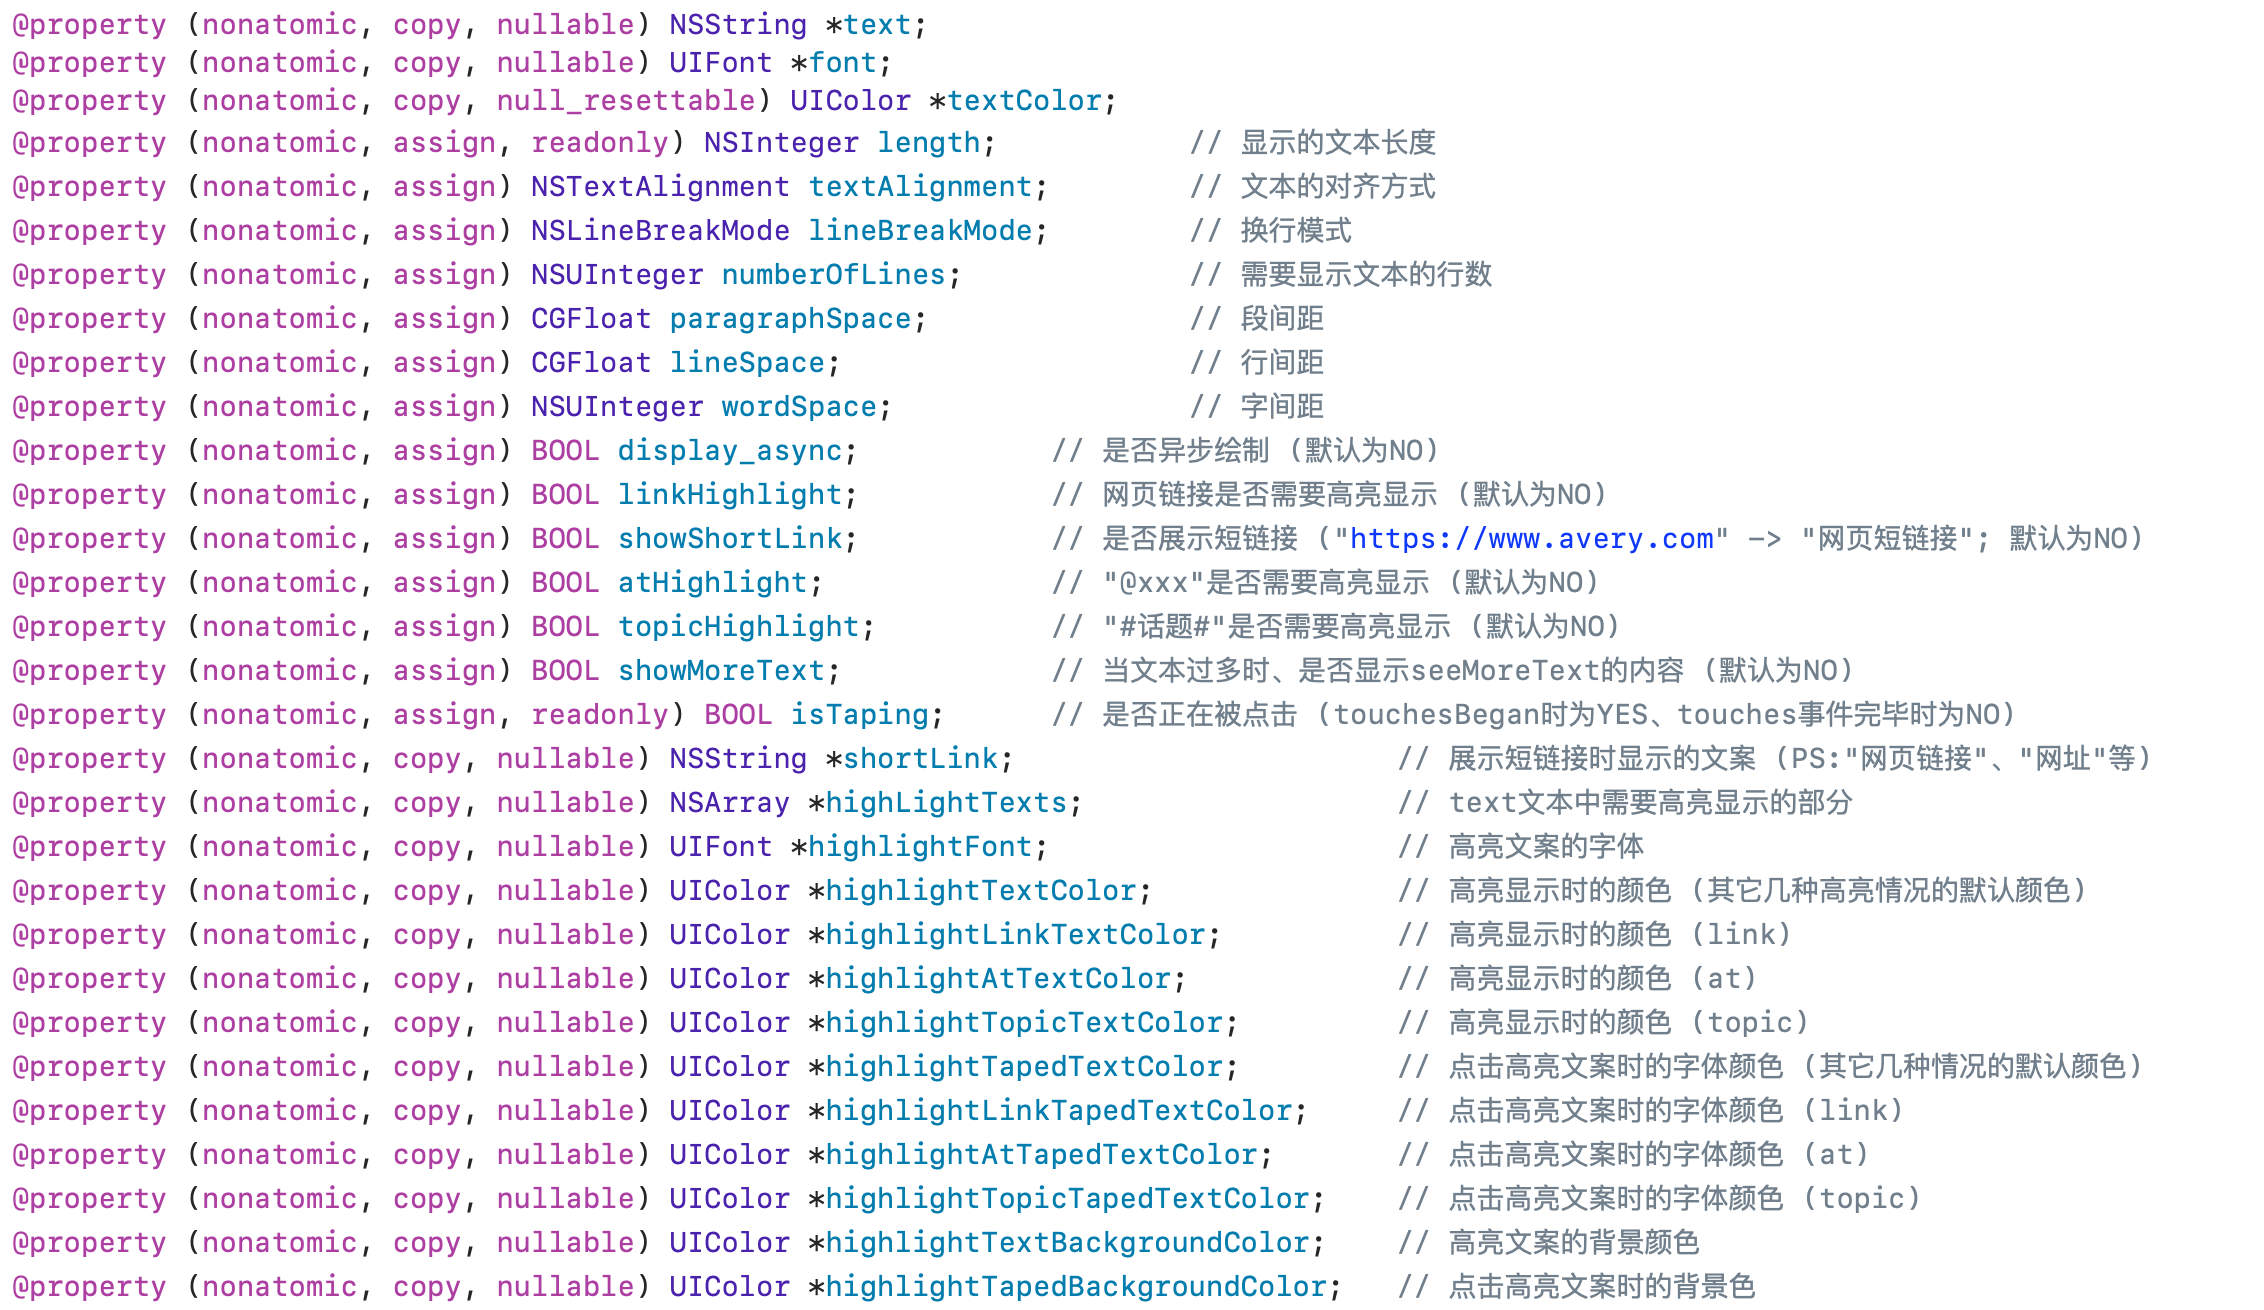 @property (nonatomic, copy, nullable) NSString *text;
@property (nonatomic, copy, nullable) UIFont *font;
@property (nonatomic, copy, null_resettable) UIColor *textColor;
@property (nonatomic, assign, readonly) NSInteger length;           // 显示的文本长度
@property (nonatomic, assign) NSTextAlignment textAlignment;        // 文本的对齐方式
@property (nonatomic, assign) NSLineBreakMode lineBreakMode;        // 换行模式
@property (nonatomic, assign) NSUInteger numberOfLines;             // 需要显示文本的行数
@property (nonatomic, assign) CGFloat paragraphSpace;               // 段间距
@property (nonatomic, assign) CGFloat lineSpace;                    // 行间距
@property (nonatomic, assign) NSUInteger wordSpace;                 // 字间距
@property (nonatomic, assign) BOOL display_async;           // 是否异步绘制 (默认为NO)
@property (nonatomic, assign) BOOL linkHighlight;           // 网页链接是否需要高亮显示 (默认为NO)
@property (nonatomic, assign) BOOL showShortLink;           // 是否展示短链接 ("https://www.avery.com" -> "网页短链接"; 默认为NO)
@property (nonatomic, assign) BOOL atHighlight;             // "@xxx"是否需要高亮显示 (默认为NO)
@property (nonatomic, assign) BOOL topicHighlight;          // "#话题#"是否需要高亮显示 (默认为NO)
@property (nonatomic, assign) BOOL showMoreText;            // 当文本过多时、是否显示seeMoreText的内容 (默认为NO)
@property (nonatomic, assign, readonly) BOOL isTaping;      // 是否正在被点击 (touchesBegan时为YES、touches事件完毕时为NO)
@property (nonatomic, copy, nullable) NSString *shortLink;                      // 展示短链接时显示的文案 (PS:"网页链接"、"网址"等)
@property (nonatomic, copy, nullable) NSArray *highLightTexts;                  // text文本中需要高亮显示的部分
@property (nonatomic, copy, nullable) UIFont *highlightFont;                    // 高亮文案的字体
@property (nonatomic, copy, nullable) UIColor *highlightTextColor;              // 高亮显示时的颜色 (其它几种高亮情况的默认颜色)
@property (nonatomic, copy, nullable) UIColor *highlightLinkTextColor;          // 高亮显示时的颜色 (link)
@property (nonatomic, copy, nullable) UIColor *highlightAtTextColor;            // 高亮显示时的颜色 (at)
@property (nonatomic, copy, nullable) UIColor *highlightTopicTextColor;         // 高亮显示时的颜色 (topic)
@property (nonatomic, copy, nullable) UIColor *highlightTapedTextColor;         // 点击高亮文案时的字体颜色 (其它几种情况的默认颜色)
@property (nonatomic, copy, nullable) UIColor *highlightLinkTapedTextColor;     // 点击高亮文案时的字体颜色 (link)
@property (nonatomic, copy, nullable) UIColor *highlightAtTapedTextColor;       // 点击高亮文案时的字体颜色 (at)
@property (nonatomic, copy, nullable) UIColor *highlightTopicTapedTextColor;    // 点击高亮文案时的字体颜色 (topic)
@property (nonatomic, copy, nullable) UIColor *highlightTextBackgroundColor;    // 高亮文案的背景颜色
@property (nonatomic, copy, nullable) UIColor *highlightTapedBackgroundColor;   // 点击高亮文案时的背景色